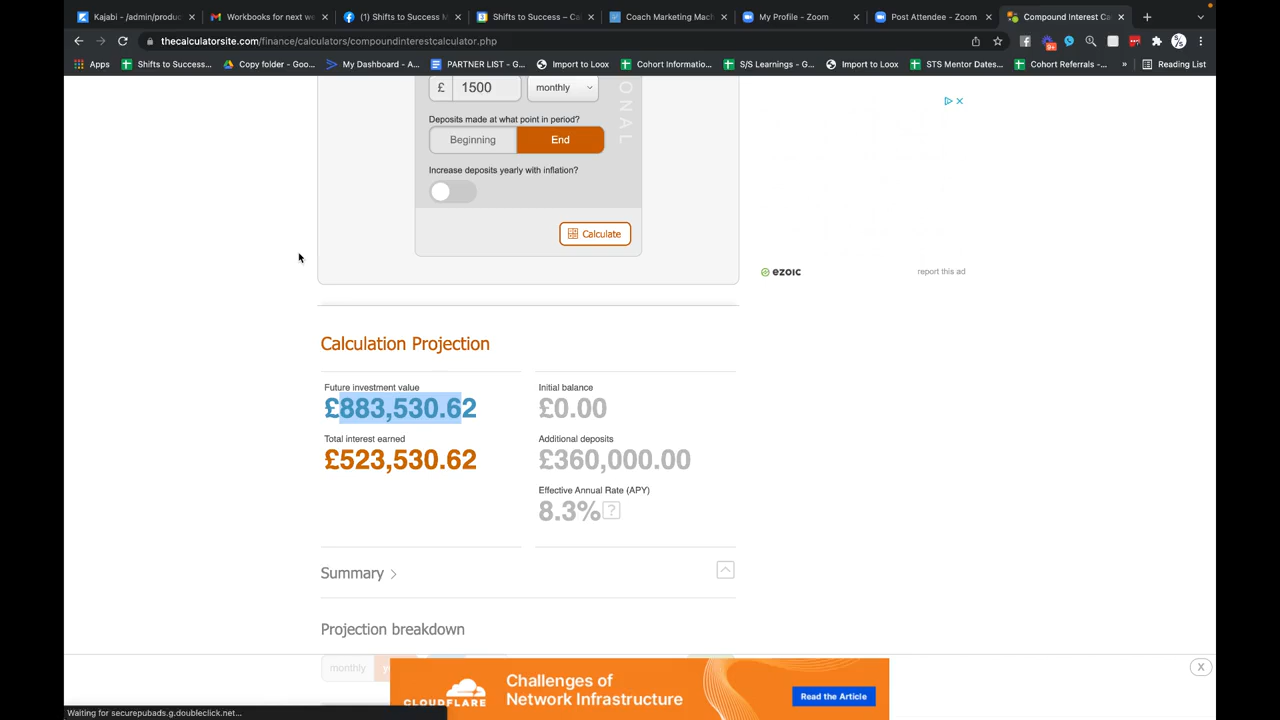 Kajabi - /admin/produc
Workbooks for next we
(1) Shifts to Success M
Shifts to Success – Ca
Coach Marketing Mach
My Profile - Zoom
Post Attendee - Zoom
Compound Interest Ca
thecalculatorsite.com/finance/calculators/compoundinterestcalculator.php
Apps
Shifts to Success...
Copy folder - Goo...
My Dashboard - A...
PARTNER LIST - G...
Import to Loox
Cohort Informatio...
S/S Learnings - G...
Import to Loox
STS Mentor Dates...
Cohort Referrals -...
»
Reading List
£ 1500 monthly
ONAL
Deposits made at what point in period?
Beginning End
Increase deposits yearly with inflation?
Calculate
ezoic
report this ad
Calculation Projection
Future investment value
£883,530.62
Initial balance
£0.00
Total interest earned
£523,530.62
Additional deposits
£360,000.00
Effective Annual Rate (APY)
8.3% ?
Summary >
Projection breakdown
monthly
CLOUDFLARE
Challenges of
Network Infrastructure
Read the Article
Waiting for securepubads.g.doubleclick.net...